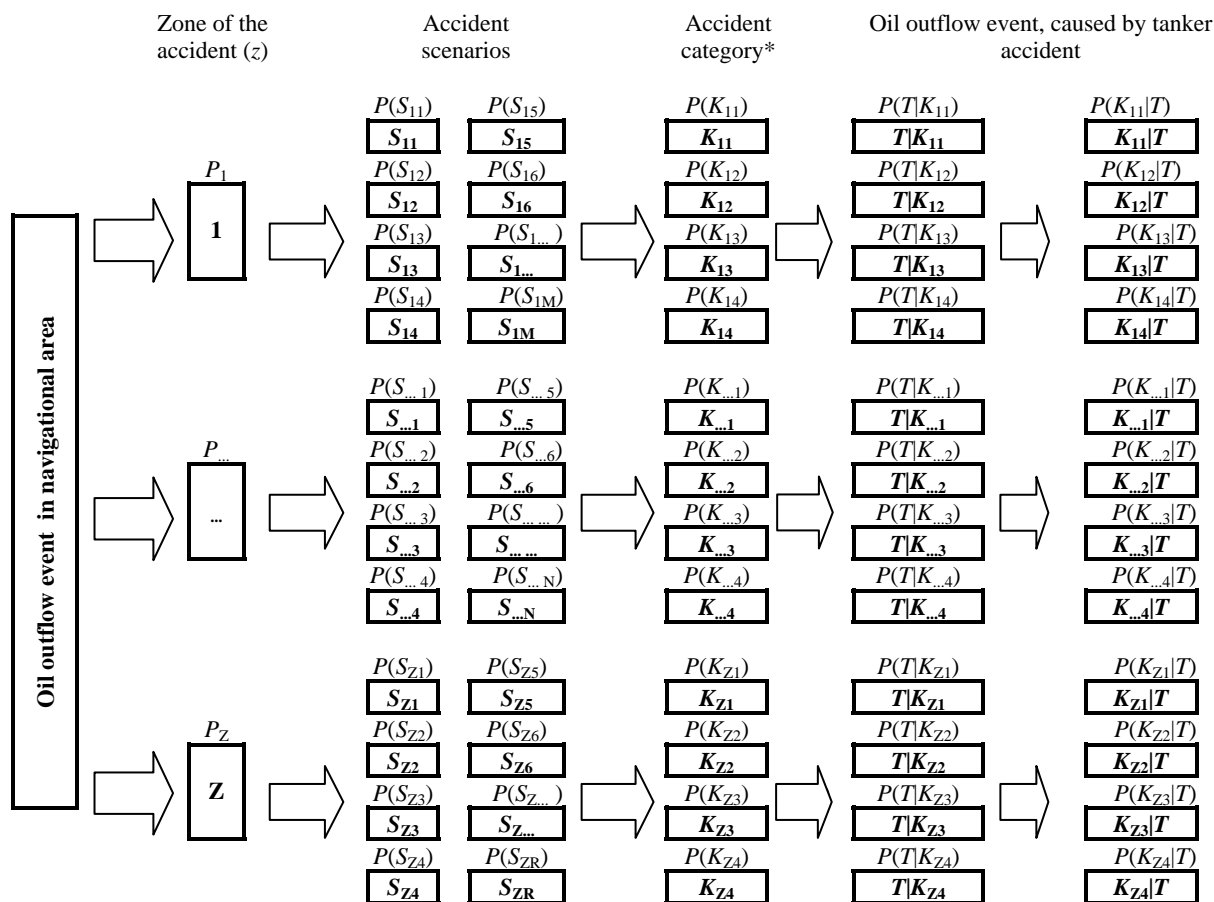 Zone of the accident (z) Accident scenarios Accident category* Oil outflow event, caused by tanker accident
P(S11) P(S15) P(K11) P(T|K11) P(K11|T)
S11 S15 K11 T|K11 K11|T
P1 P(S12) P(S16) P(K12) P(T|K12) P(K12|T)
1 S12 S16 K12 T|K12 K12|T
P(S13) P(S1... ) P(K13) P(T|K13) P(K13|T)
S13 S1... K13 T|K13 K13|T
P(S14) P(S1M) P(K14) P(T|K14) P(K14|T)
S14 S1M K14 T|K14 K14|T
Oil outflow event in navigational area
P(S... 1) P(S... 5) P(K...1) P(T|K...1) P(K...1|T)
S...1 S...5 K...1 T|K...1 K...1|T
P... P(S... 2) P(S...6) P(K...2) P(T|K...2) P(K...2|T)
... S...2 S...6 K...2 T|K...2 K...2|T
P(S... 3) P(S... ... ) P(K...3) P(T|K...3) P(K...3|T)
S...3 S... ... K...3 T|K...3 K...3|T
P(S... 4) P(S... N) P(K...4) P(T|K...4) P(K...4|T)
S...4 S...N K...4 T|K...4 K...4|T
P(SZ1) P(SZ5) P(KZ1) P(T|KZ1) P(KZ1|T)
SZ1 SZ5 KZ1 T|KZ1 KZ1|T
PZ P(SZ2) P(SZ6) P(KZ2) P(T|KZ2) P(KZ2|T)
Z SZ2 SZ6 KZ2 T|KZ2 KZ2|T
P(SZ3) P(SZ... ) P(KZ3) P(T|KZ3) P(KZ3|T)
SZ3 SZ... KZ3 T|KZ3 KZ3|T
P(SZ4) P(SZR) P(KZ4) P(T|KZ4) P(KZ4|T)
SZ4 SZR KZ4 T|KZ4 KZ4|T